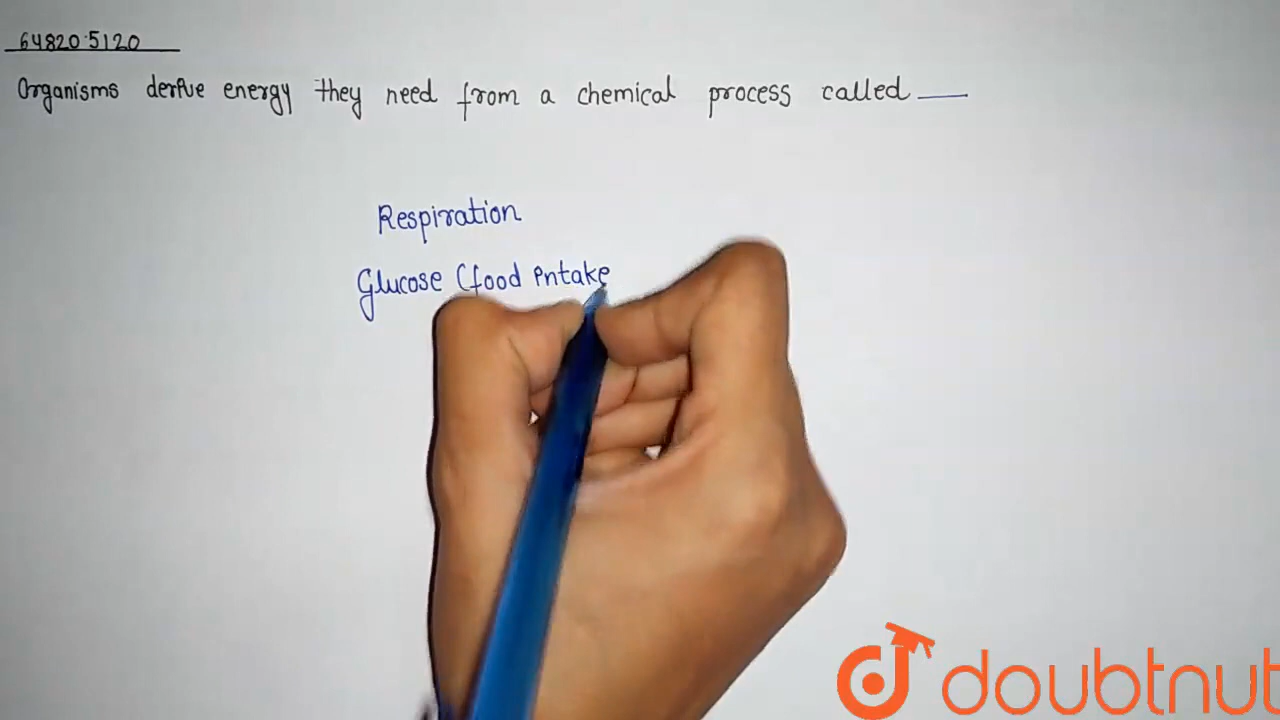 64820.5120
Organisms derive energy they need from a chemical process called ___
Respiration
Glucose (food intake
doubtnut